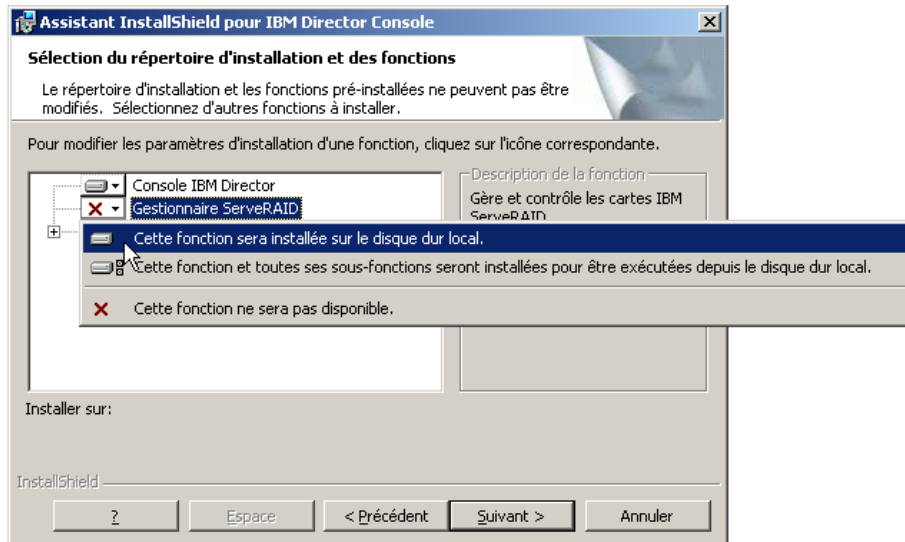 Assistant InstallShield pour IBM Director Console
Sélection du répertoire d'installation et des fonctions
Le répertoire d'installation et les fonctions pré-installées ne peuvent pas être
modifiés. Sélectionnez d'autres fonctions à installer.
Pour modifier les paramètres d'installation d'une fonction, cliquez sur l'icône correspondante.
Console IBM Director
Gestionnaire ServeRAID
Description de la fonction
Gère et contrôle les cartes IBM
ServeRAID
Cette fonction sera installée sur le disque dur local.
Cette fonction et toutes ses sous-fonctions seront installées pour être exécutées depuis le disque dur local.
Cette fonction ne sera pas disponible.
Installer sur:
InstallShield
?
Espace
< Précédent
Suivant >
Annuler